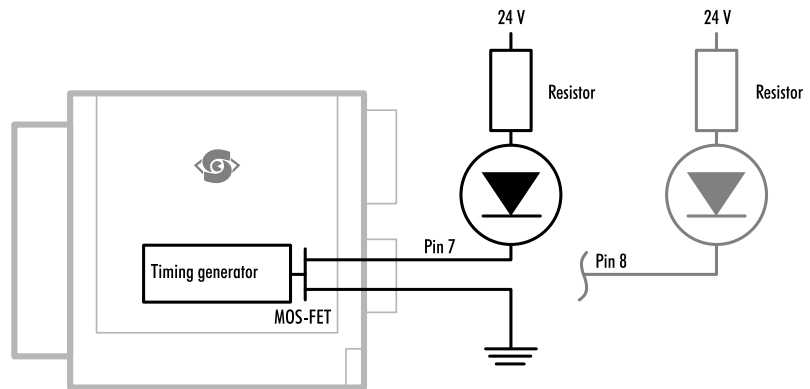 24 V
24 V
Resistor
Resistor
Pin 7
Pin 8
Timing generator
MOS-FET